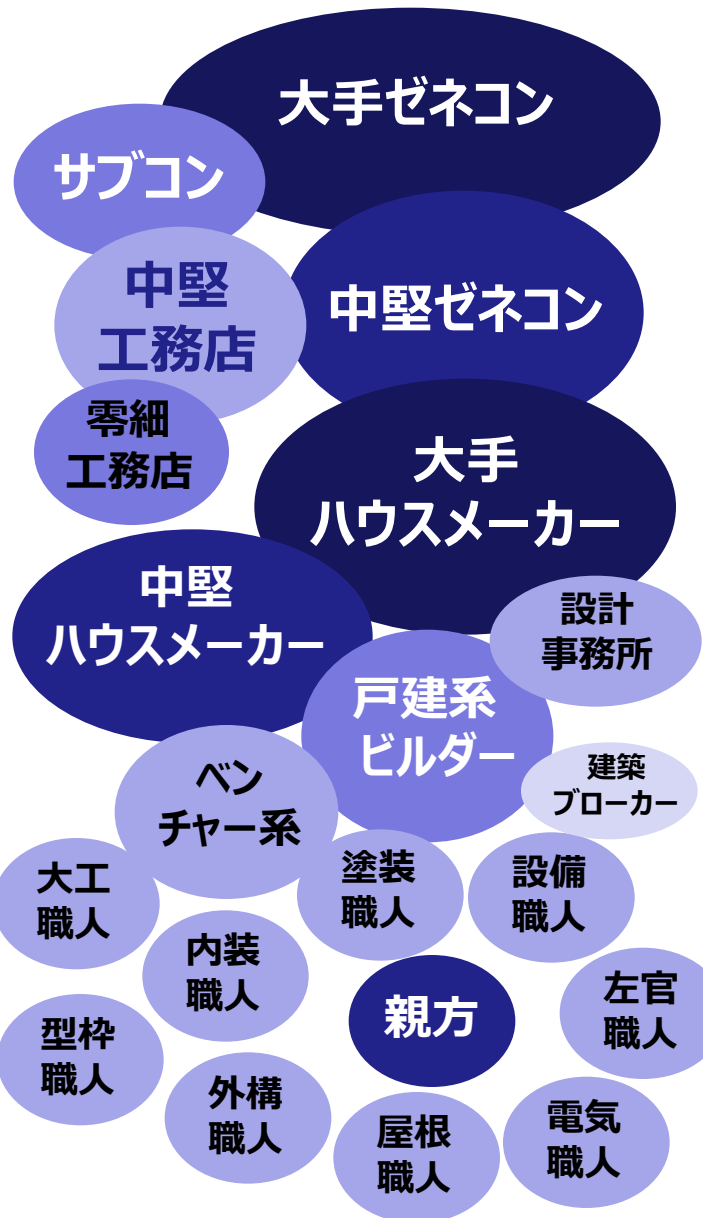 大手ゼネコン
サブコン
中堅
工務店
中堅ゼネコン
零細
工務店
大手
ハウスメーカー
中堅
ハウスメーカー
設計
事務所
戸建系
ビルダー
建築
ブローカー
ベン
チャー系
大工
職人
塗装
職人
設備
職人
内装
職人
親方
左官
職人
型枠
職人
外構
職人
屋根
職人
電気
職人